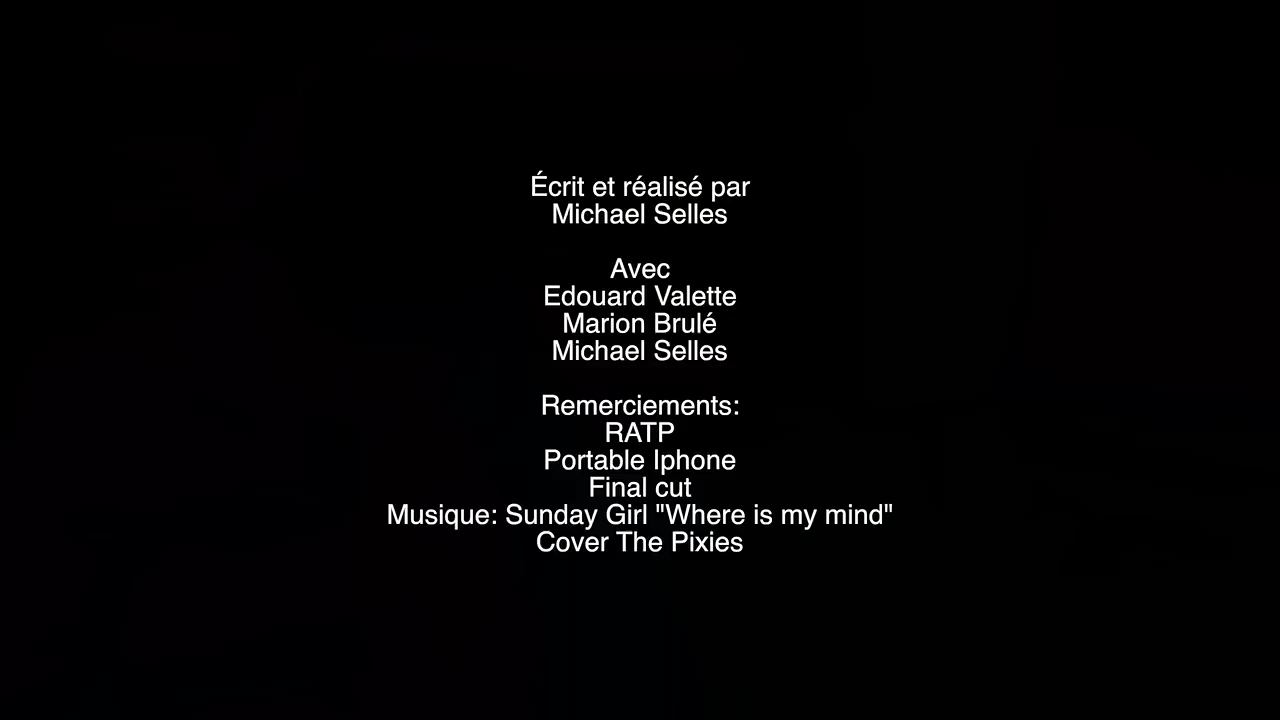 Écrit et réalisé par
Michael Selles
Avec
Edouard Valette
Marion Brulé
Michael Selles
Remerciements:
RATP
Portable Iphone
Final cut
Musique: Sunday Girl "Where is my mind"
Cover The Pixies